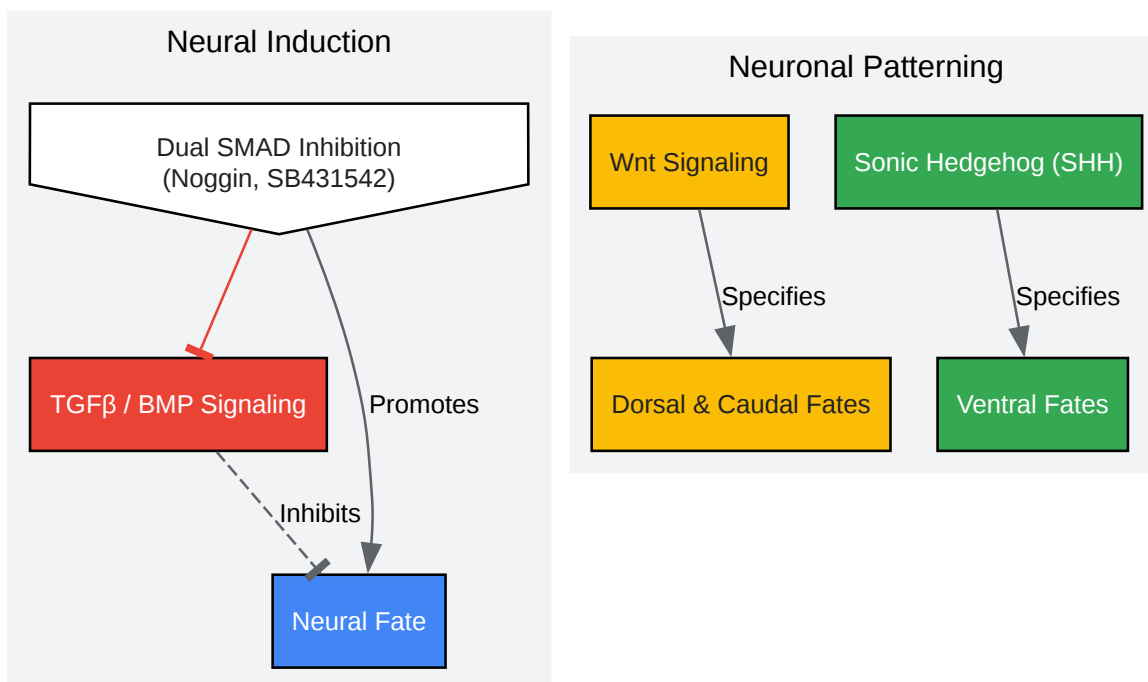 Neural Induction
Dual SMAD Inhibition
(Noggin, SB431542)
TGFβ / BMP Signaling
Promotes
Inhibits
Neural Fate
Neuronal Patterning
Wnt Signaling
Sonic Hedgehog (SHH)
Specifies
Specifies
Dorsal & Caudal Fates
Ventral Fates